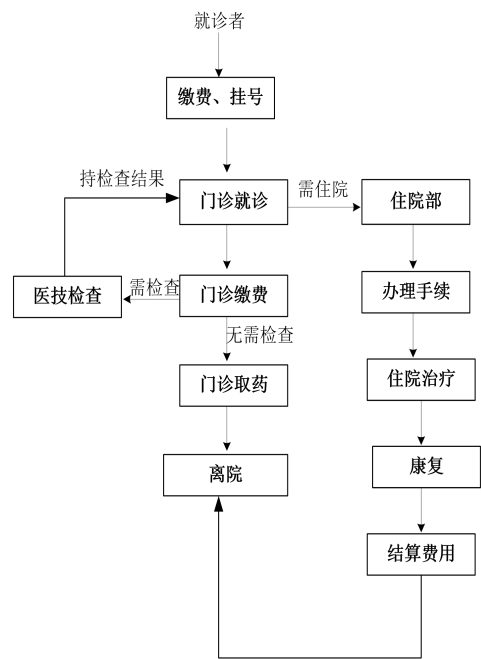 就诊者
缴费、挂号
持检查结果
门诊就诊
需住院
住院部
医技检查
需检查
门诊缴费
办理手续
无需检查
门诊取药
住院治疗
离院
康复
结算费用